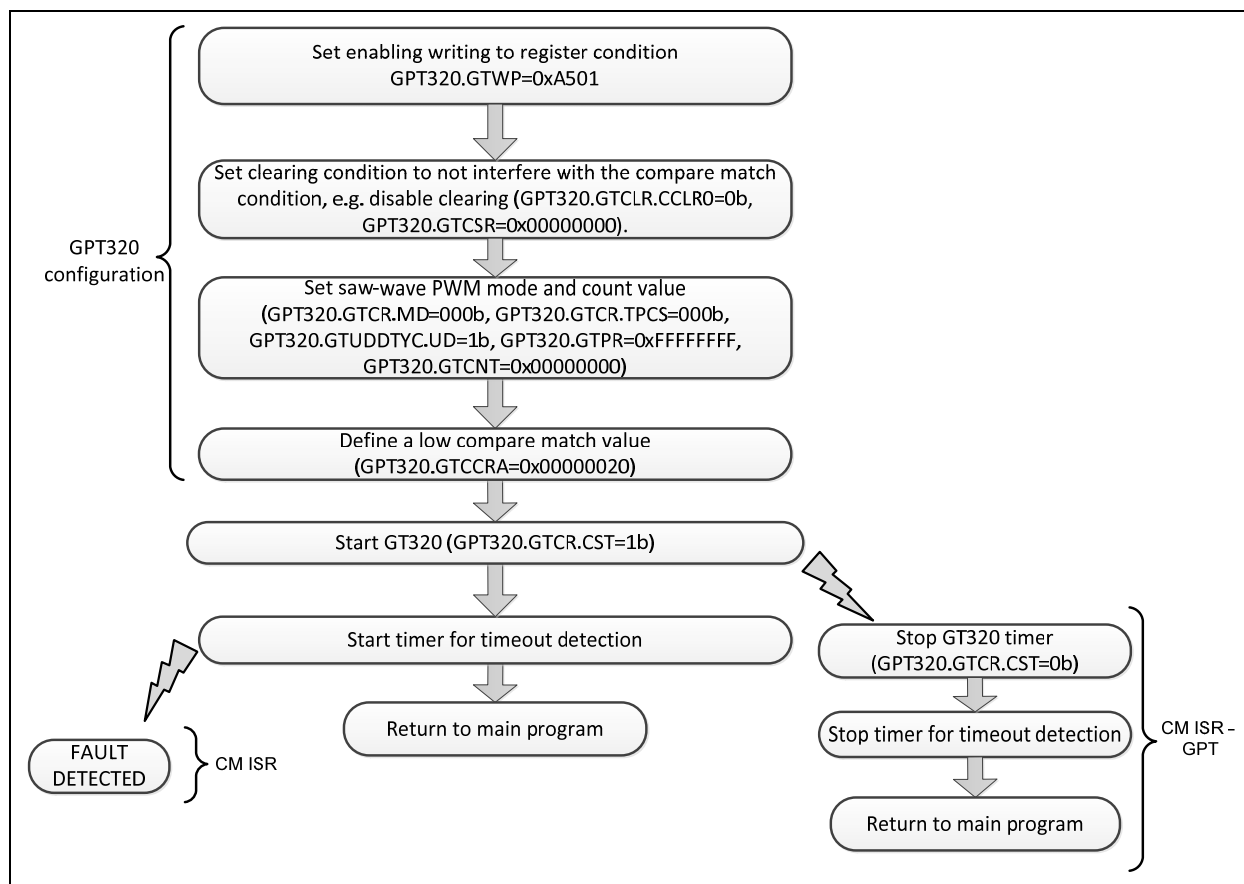 Set enabling writing to register condition
GPT320.GTWP=0xA501
Set clearing condition to not interfere with the compare match
condition, e.g. disable clearing (GPT320.GTCLR.CCLR0=0b,
GPT320.GTCSR=0x00000000).
GPT320
configuration
Set saw-wave PWM mode and count value
(GPT320.GTCR.MD=000b, GPT320.GTCR.TPCS=000b,
GPT320.GTUDDTYC.UD=1b, GPT320.GTPR=0xFFFFFFFF,
GPT320.GTCNT=0x00000000)
Define a low compare match value
(GPT320.GTCCRA=0x00000020)
Start GT320 (GPT320.GTCR.CST=1b)
Start timer for timeout detection
Return to main program
FAULT
DETECTED
CM ISR
Stop GT320 timer
(GPT320.GTCR.CST=0b)
Stop timer for timeout detection
Return to main program
CM ISR –
GPT